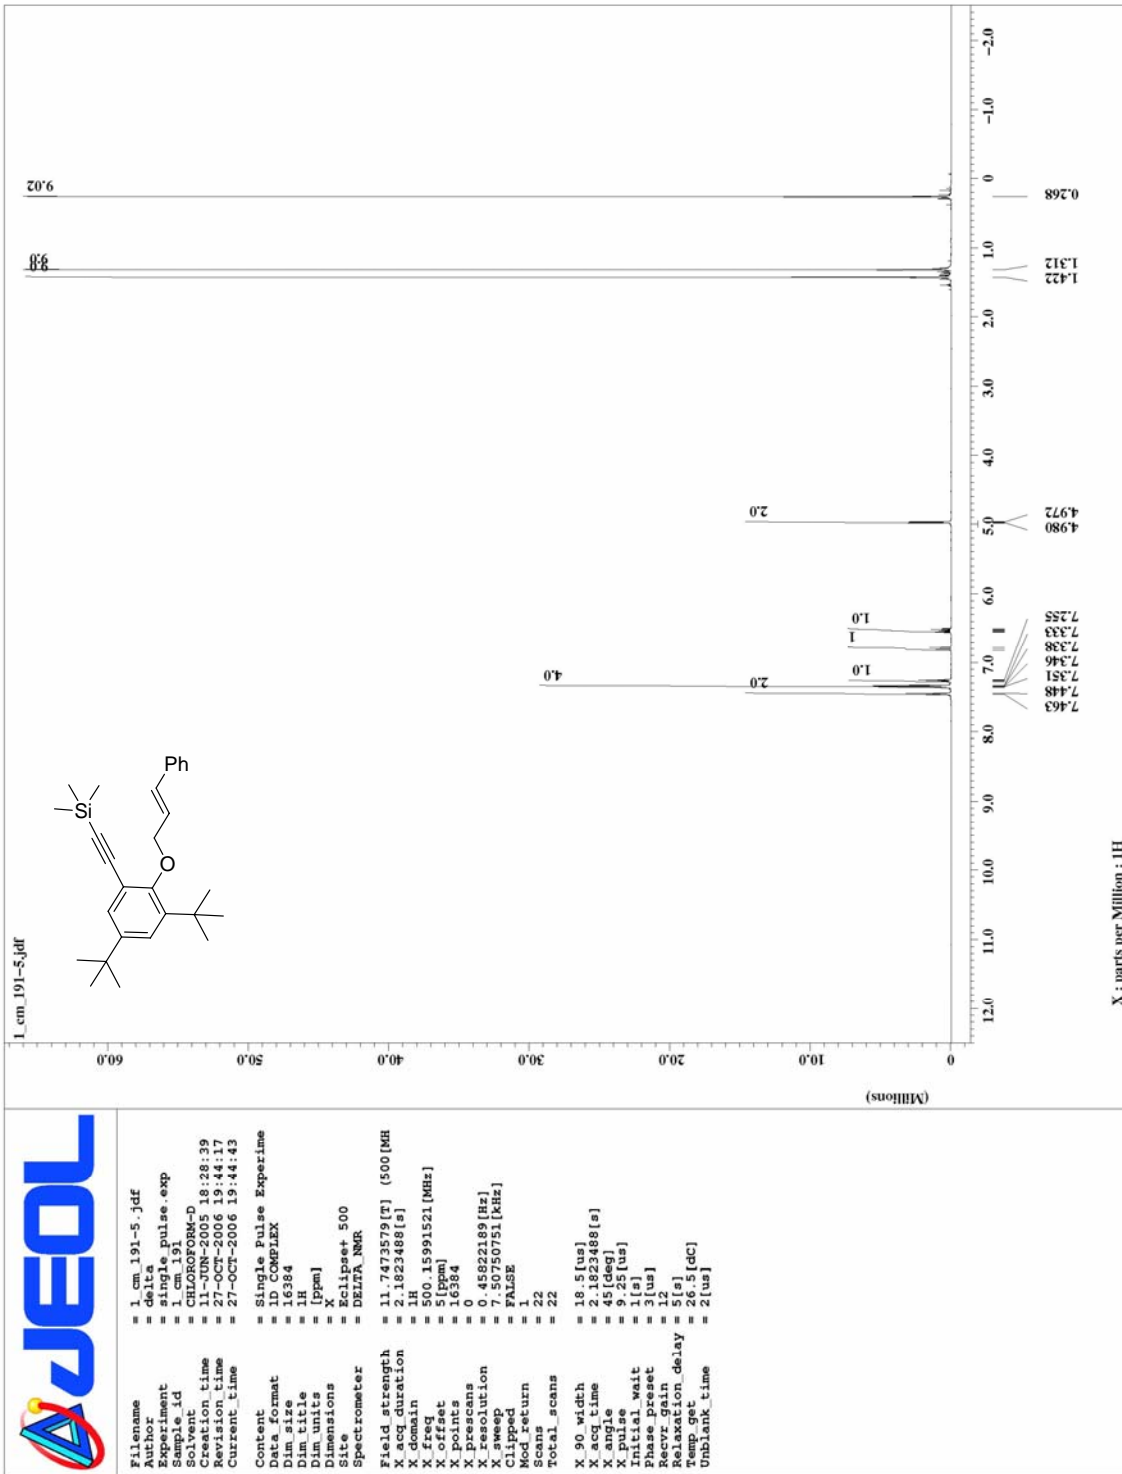 JEOL
Filename = 1_cm_191-5.jdf
Author = delta
Experiment = single_pulse.exp
Sample_id = 1_cm_191
Solvent = CHLOROFORM-D
Creation_time = 11-JUN-2005 18:28:39
Revision_time = 27-OCT-2006 19:44:17
Current_time = 27-OCT-2006 19:44:43
Content = Single Pulse Experime
Data_format = 1D COMPLEX
Dim_size = 16384
Dim_title = 1H
Dim_units = [ppm]
Dimensions = X
Site = Eclipse+ 500
Spectrometer = DELTA_NMR
Field_strength = 11.7473579[T] (500[MH
X_acq_duration = 2.1823488[s]
X_domain = 1H
X_freq = 500.15991521[MHz]
X_offset = 5[ppm]
X_points = 16384
X_prescans = 0
X_resolution = 0.45822189[Hz]
X_sweep = 7.50750751[kHz]
Clipped = FALSE
Mod_return = 1
Scans = 22
Total_scans = 22
X_90_width = 18.5[us]
X_acq_time = 2.1823488[s]
X_angle = 45[deg]
X_pulse = 9.25[us]
Initial_wait = 1[s]
Phase_preset = 3[us]
Recvr_gain = 12
Relaxation_delay = 5[s]
Temp_get = 26.5[dC]
Unblank_time = 2[us]
1_cm_191-5.jdf
Si
O
Ph
(Millions)
60.0
50.0
40.0
30.0
20.0
10.0
0
2.0
4.0
1.0
1
1.0
2.0
9.0
9.02
12.0 11.0 10.0 9.0 8.0 7.0 6.0 5.0 4.0 3.0 2.0 1.0 0 -1.0 -2.0
7.463
7.448
7.351
7.346
7.338
7.333
7.255
4.980
4.972
1.422
1.312
0.268
X : parts per Million : 1H